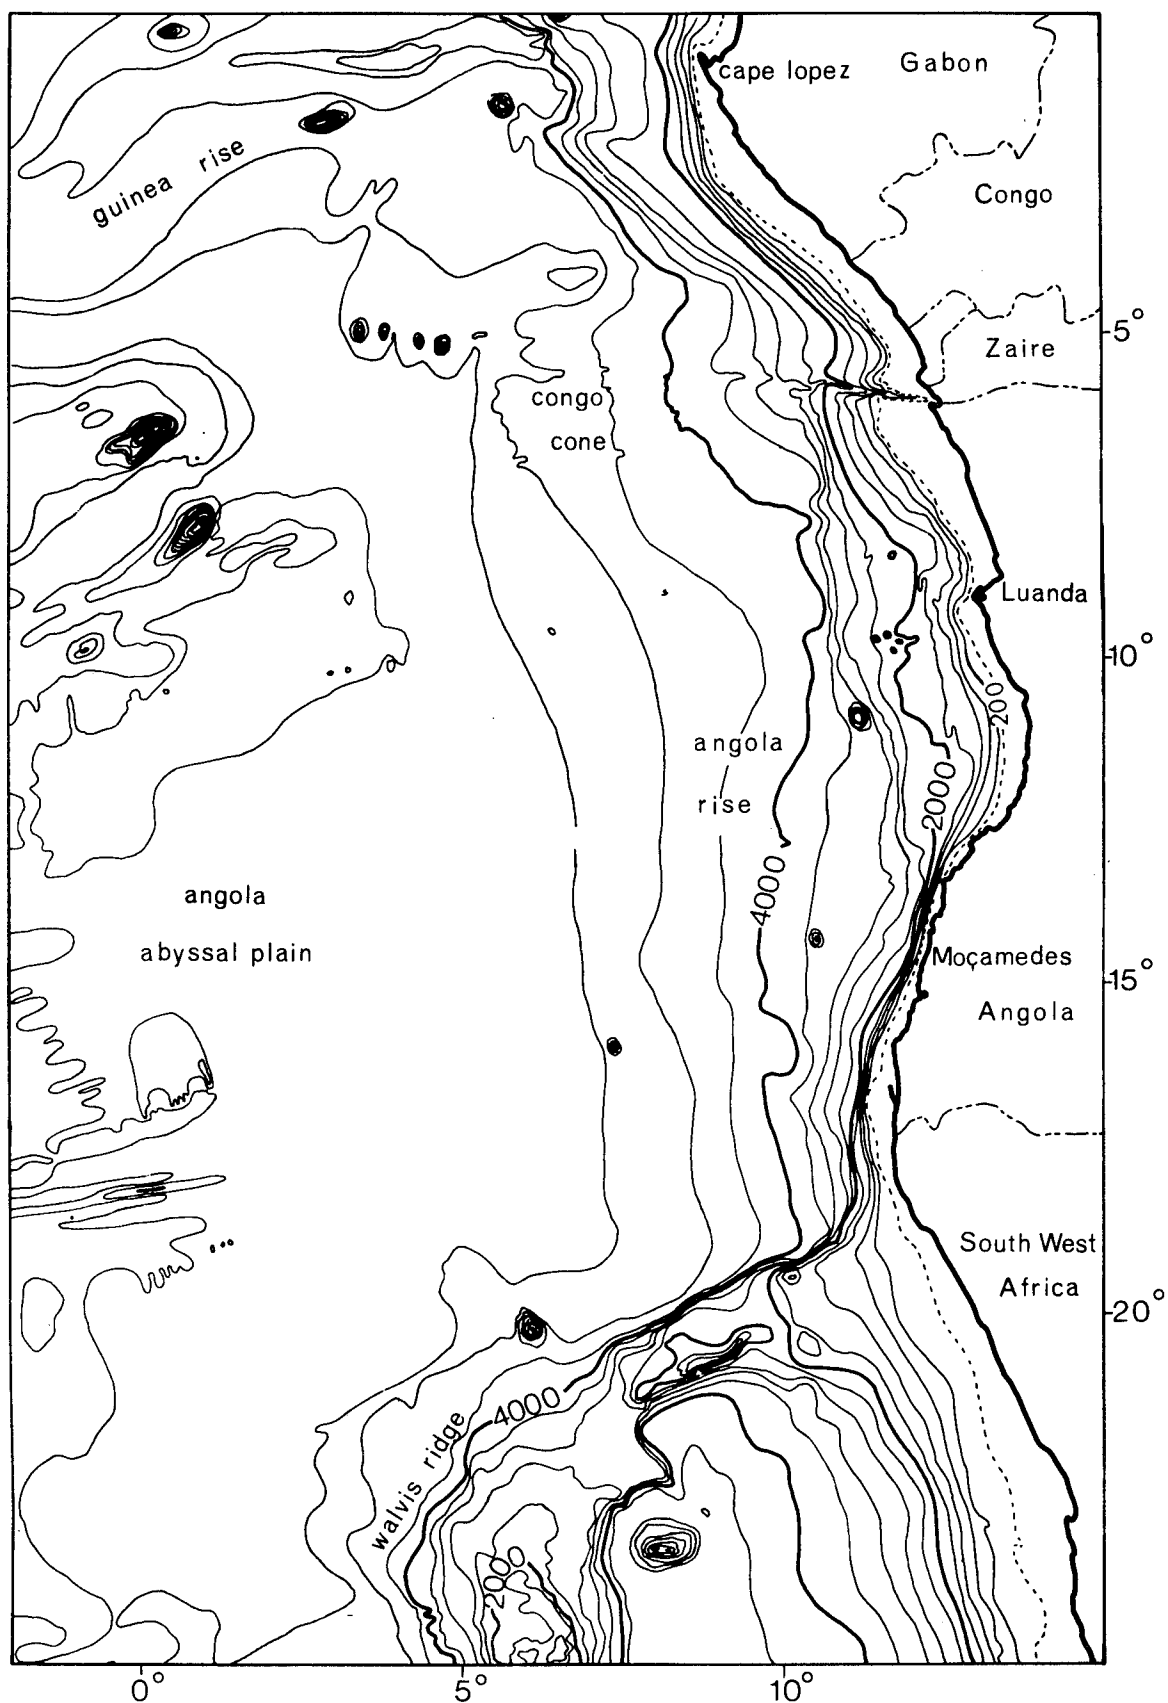 cape lopez
Gabon
guinea rise
Congo
5°
Zaire
congo
cone
Luanda
10°
200
angola
rise
2000
4000
angola
abyssal plain
Moçamedes
15°
Angola
South West
Africa
20°
4000
walvis ridge
2000
0°
5°
10°